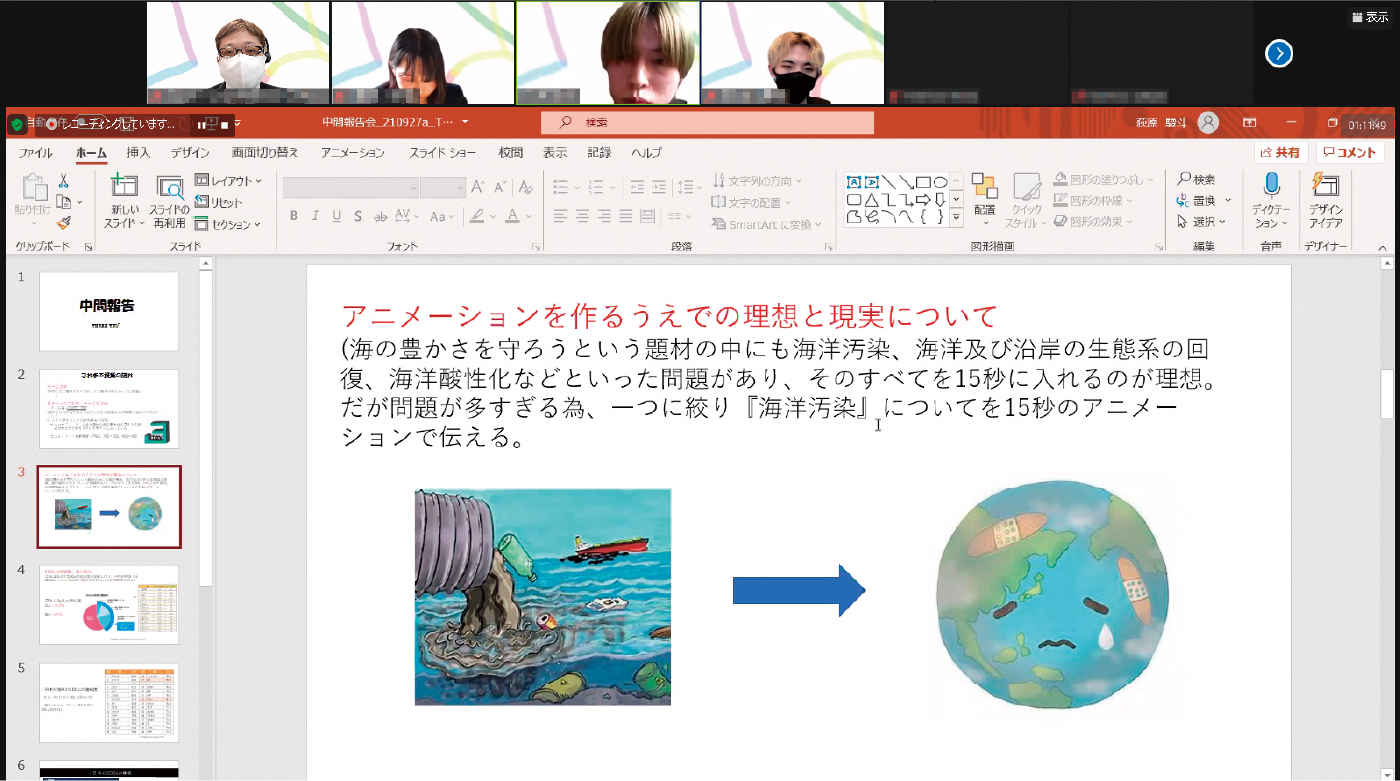 表示
自動
レコーディングしています...
中間報告会_210927a_T…
検索
荻原 駿斗
01:11:49
ファイル ホーム 挿入 デザイン 画面切り替え アニメーション スライド ショー 校閲 表示 記録 ヘルプ
共有 コメント
貼り付け
新しい
スライド
スライドの
再利用
レイアウト
リセット
セクション
B I U S ab AV Aa A
文字列の方向
文字の配置
SmartArt に変換
配置
クイック
スタイル
図形の塗りつぶし
図形の枠線
図形の効果
検索
置換
選択
ディクテー
ション
デザイン
アイデア
クリップボード スライド フォント 段落 図形描画 編集 音声 デザイナー
1
中間報告
2
3
4
5
6
アニメーションを作るうえでの理想と現実について
(海の豊かさを守ろうという題材の中にも海洋汚染、海洋及び沿岸の生態系の回
復、海洋酸性化などといった問題があり、そのすべてを15秒に入れるのが理想。
だが問題が多すぎる為、一つに絞り『海洋汚染』についてを15秒のアニメー
ションで伝える。